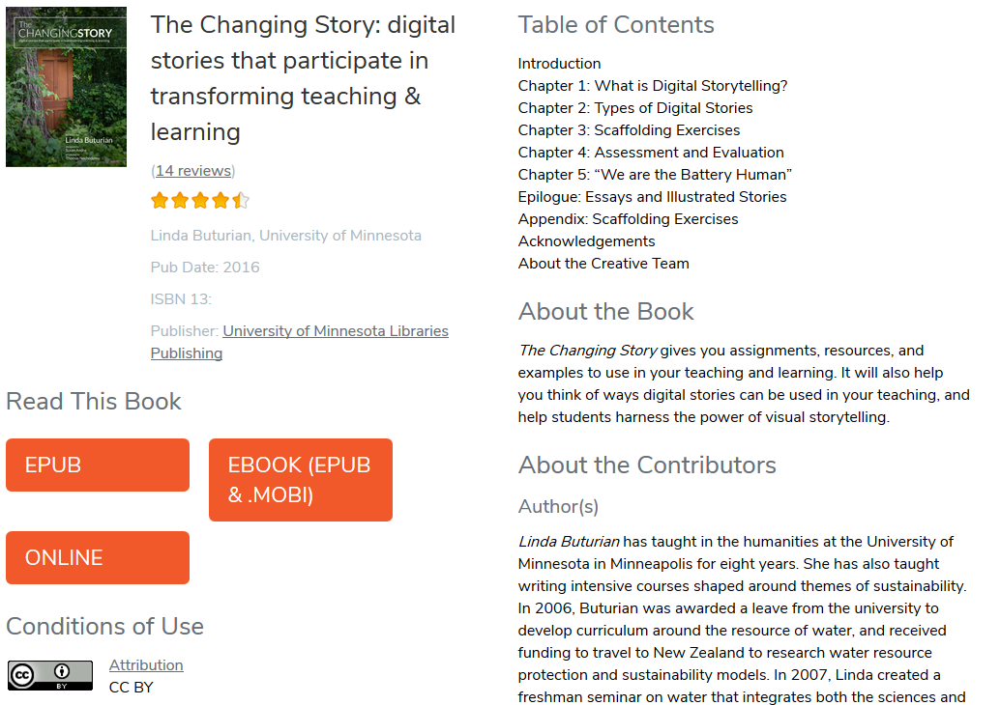 The
CHANGINGSTORY
Linda Buturian
The Changing Story: digital
stories that participate in
transforming teaching &
learning
(14 reviews)
Linda Buturian, University of Minnesota
Pub Date: 2016
ISBN 13:
Publisher: University of Minnesota Libraries
Publishing
Read This Book
EPUB
EBOOK (EPUB
& .MOBI)
ONLINE
Conditions of Use
cc
BY
Attribution
CC BY
Table of Contents
Introduction
Chapter 1: What is Digital Storytelling?
Chapter 2: Types of Digital Stories
Chapter 3: Scaffolding Exercises
Chapter 4: Assessment and Evaluation
Chapter 5: “We are the Battery Human”
Epilogue: Essays and Illustrated Stories
Appendix: Scaffolding Exercises
Acknowledgements
About the Creative Team
About the Book
The Changing Story gives you assignments, resources, and
examples to use in your teaching and learning. It will also help
you think of ways digital stories can be used in your teaching, and
help students harness the power of visual storytelling.
About the Contributors
Author(s)
Linda Buturian has taught in the humanities at the University of
Minnesota in Minneapolis for eight years. She has also taught
writing intensive courses shaped around themes of sustainability.
In 2006, Buturian was awarded a leave from the university to
develop curriculum around the resource of water, and received
funding to travel to New Zealand to research water resource
protection and sustainability models. In 2007, Linda created a
freshman seminar on water that integrates both the sciences and